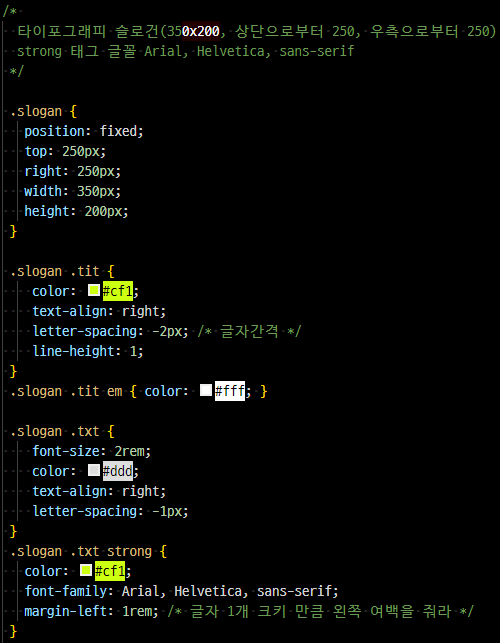 /*
타이포그래피 슬로건(350x200, 상단으로부터 250, 우측으로부터 250)
strong 태그 글꼴 Arial, Helvetica, sans-serif
*/
.slogan {
position: fixed;
top: 250px;
right: 250px;
width: 350px;
height: 200px;
}
.slogan .tit {
color: #cf1;
text-align: right;
letter-spacing: -2px; /* 글자간격 */
line-height: 1;
}
.slogan .tit em { color: #fff; }
.slogan .txt {
font-size: 2rem;
color: #ddd;
text-align: right;
letter-spacing: -1px;
}
.slogan .txt strong {
color: #cf1;
font-family: Arial, Helvetica, sans-serif;
margin-left: 1rem; /* 글자 1개 크키 만큼 왼쪽 여백을 줘라 */
}